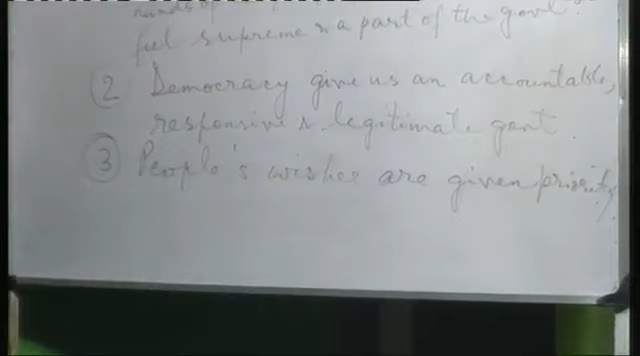 feel supreme & a part of the govt.
② Democracy give us an accountable,
responsive & legitimate govt.
③ People's wishes are given priority.